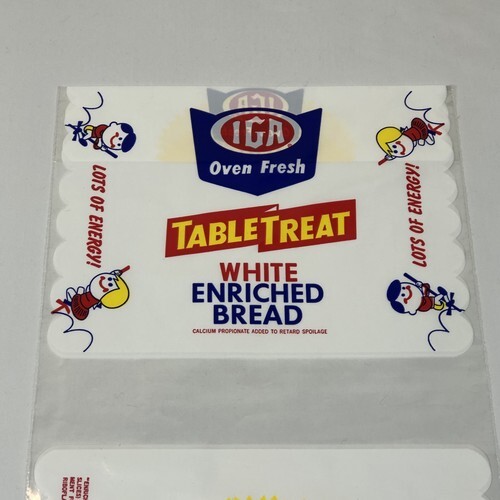 IGA
Oven Fresh
TABLETREAT
WHITE
ENRICHED
BREAD
CALCIUM PROPIONATE ADDED TO RETARD SPOILAGE
LOTS OF ENERGY!
LOTS OF ENERGY!